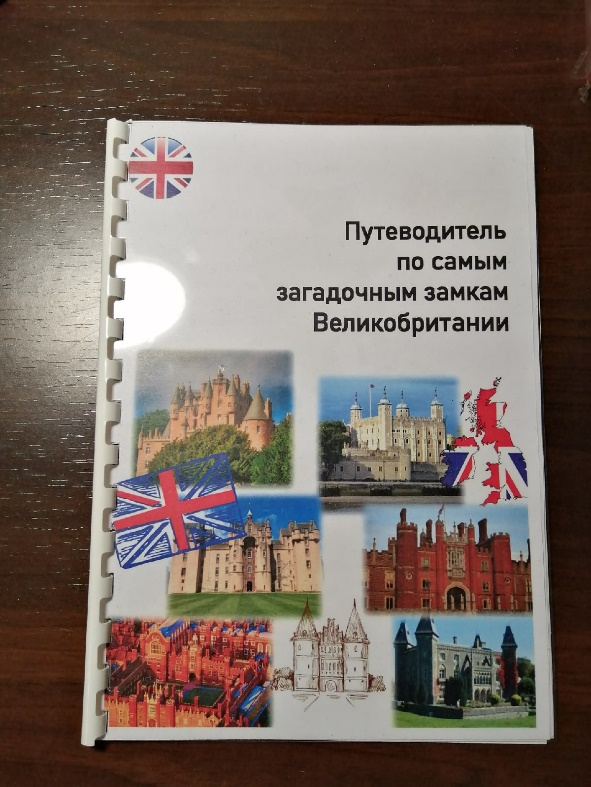 Путеводитель
по самым
загадочным замкам
Великобритании